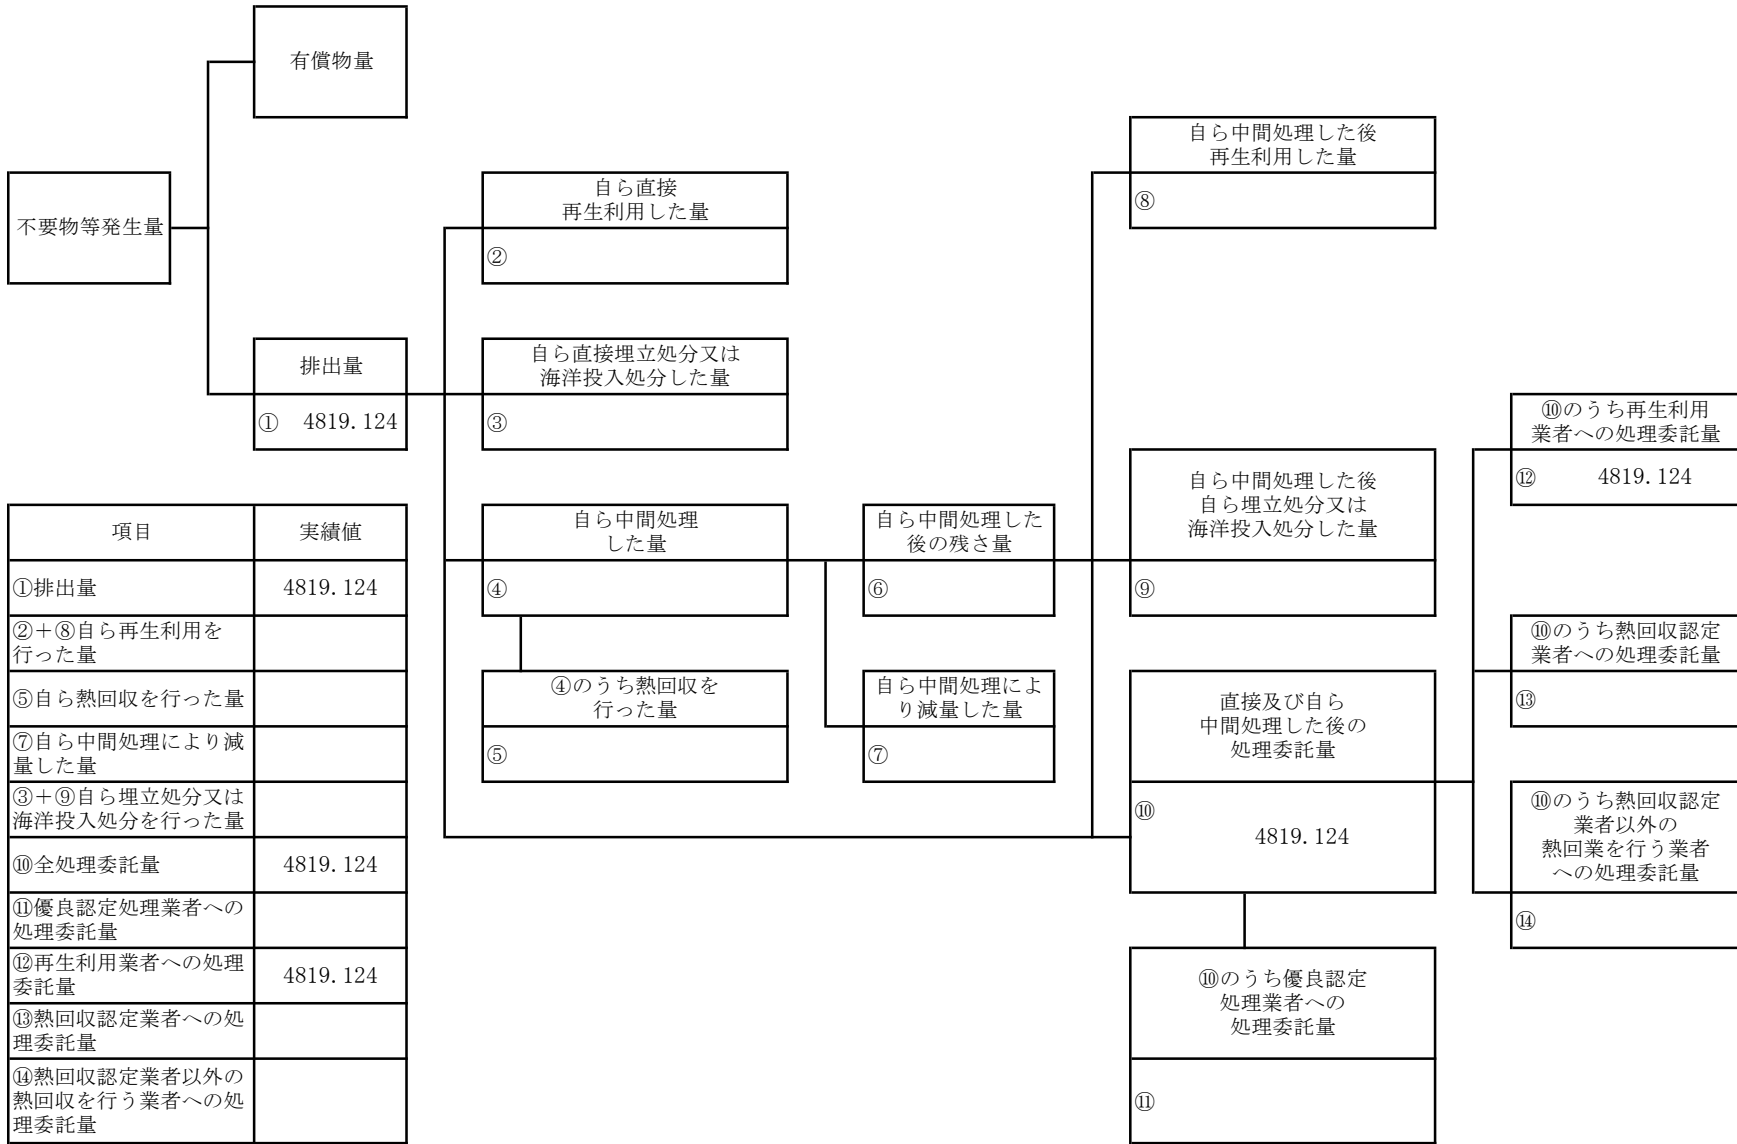 有償物量
不要物等発生量
排出量
① 4819.124
自ら直接
再生利用した量
②
自ら直接埋立処分又は
海洋投入処分した量
③
自ら中間処理
した量
④
④のうち熱回収を
行った量
⑤
自ら中間処理した
後の残さ量
⑥
自ら中間処理によ
り減量した量
⑦
自ら中間処理した後
再生利用した量
⑧
自ら中間処理した後
自ら埋立処分又は
海洋投入処分した量
⑨
直接及び自ら
中間処理した後の
処理委託量
⑩
4819.124
⑩のうち優良認定
処理業者への
処理委託量
⑪
⑩のうち再生利用
業者への処理委託量
⑫ 4819.124
⑩のうち熱回収認定
業者への処理委託量
⑬
⑩のうち熱回収認定
業者以外の
熱回業を行う業者
への処理委託量
⑭
項目 実績値
①排出量 4819.124
②＋⑧自ら再生利用を
行った量
⑤自ら熱回収を行った量
⑦自ら中間処理により減
量した量
③＋⑨自ら埋立処分又は
海洋投入処分を行った量
⑩全処理委託量 4819.124
⑪優良認定処理業者への
処理委託量
⑫再生利用業者への処理
委託量 4819.124
⑬熱回収認定業者への処
理委託量
⑭熱回収認定業者以外の
熱回収を行う業者への処
理委託量